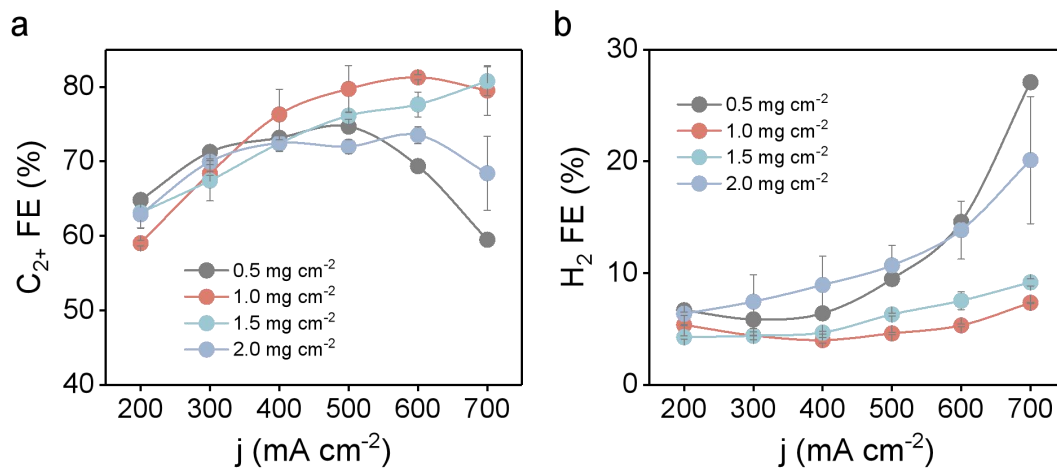 a
C₂₊ FE (%)
80
70
60
50
40
0.5 mg cm⁻²
1.0 mg cm⁻²
1.5 mg cm⁻²
2.0 mg cm⁻²
200 300 400 500 600 700
j (mA cm⁻²)
b
H₂ FE (%)
30
20
10
0
0.5 mg cm⁻²
1.0 mg cm⁻²
1.5 mg cm⁻²
2.0 mg cm⁻²
200 300 400 500 600 700
j (mA cm⁻²)